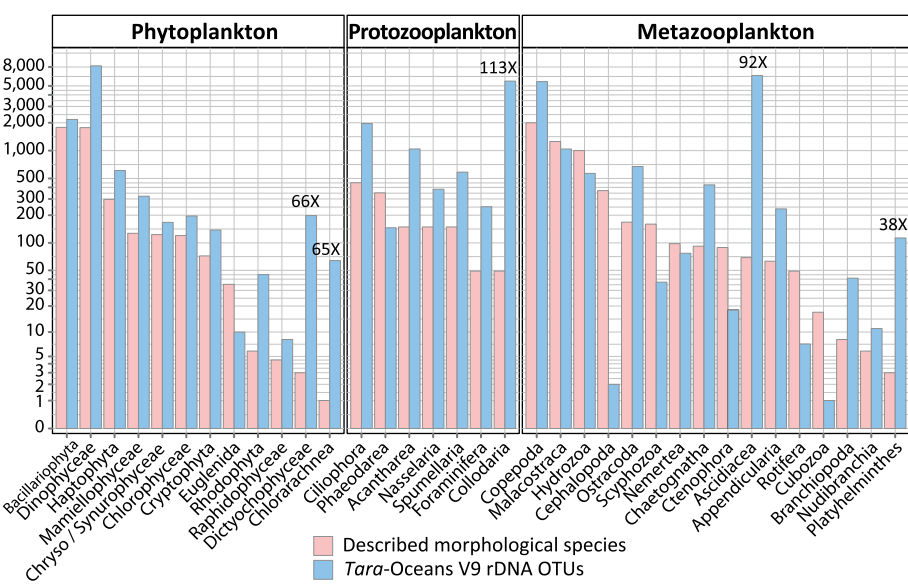 Phytoplankton Protozooplankton Metazooplankton
8,000
5,000
3,000
2,000
1,000
500
300
200
100
50
30
20
10
5
3
2
1
0
66X
65X
113X
92X
38X
Bacillariophyta
Dinophyceae
Haptophyta
Mamiellophyceae
Chryso / Synurophyceae
Chlorophyceae
Cryptophyta
Euglenida
Rhodophyta
Raphidophyceae
Dictyochophyceae
Chlorarachnea
Ciliophora
Phaeodarea
Acantharea
Nassellaria
Spumellaria
Foraminifera
Collodaria
Copepoda
Malacostraca
Hydrozoa
Cephalopoda
Ostracoda
Scyphozoa
Nemertea
Chaetognatha
Ctenophora
Ascidiacea
Appendicularia
Rotifera
Cubozoa
Branchiopoda
Nudibranchia
Platyhelminthes
Described morphological species
Tara-Oceans V9 rDNA OTUs